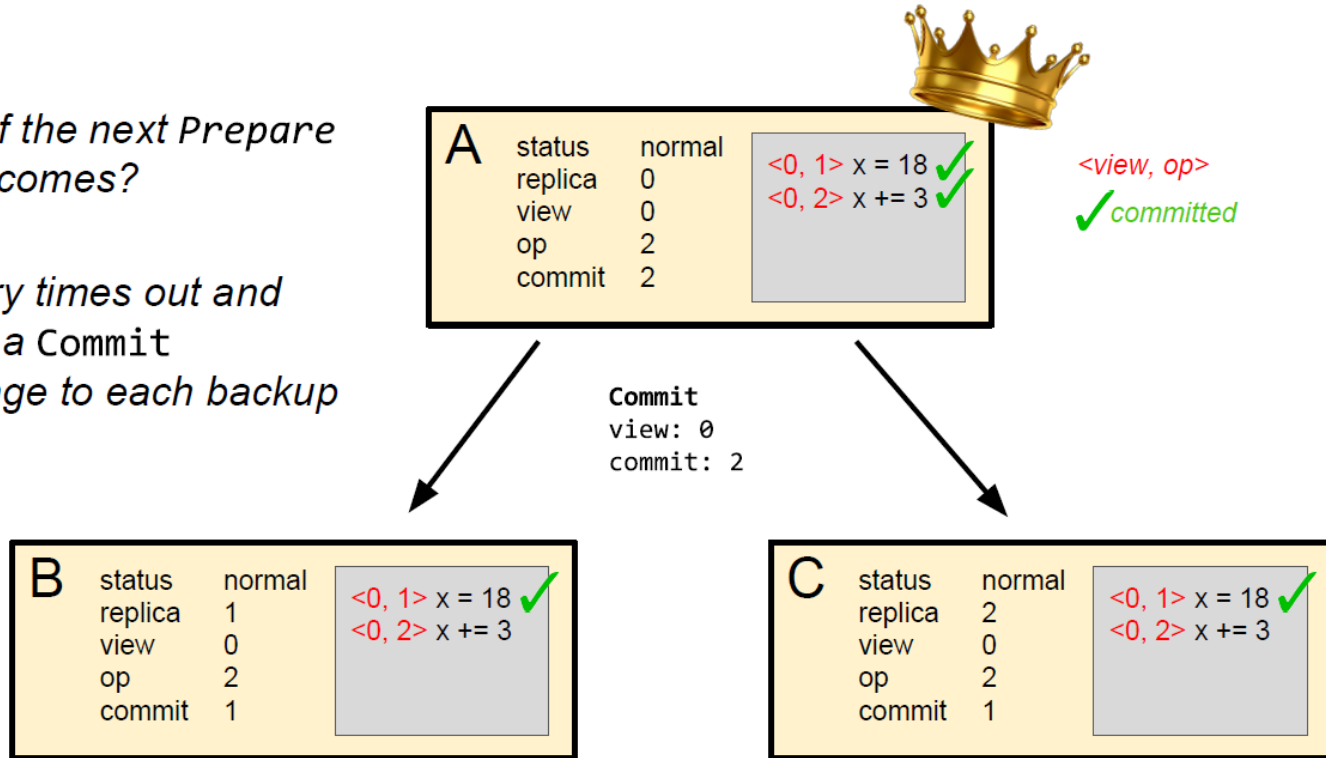 f the next Prepare
comes?
ry times out and
a Commit
age to each backup
A
status normal
replica 0
view 0
op 2
commit 2
<0, 1> x = 18
<0, 2> x += 3
<view, op>
committed
Commit
view: 0
commit: 2
B
status normal
replica 1
view 0
op 2
commit 1
<0, 1> x = 18
<0, 2> x += 3
C
status normal
replica 2
view 0
op 2
commit 1
<0, 1> x = 18
<0, 2> x += 3